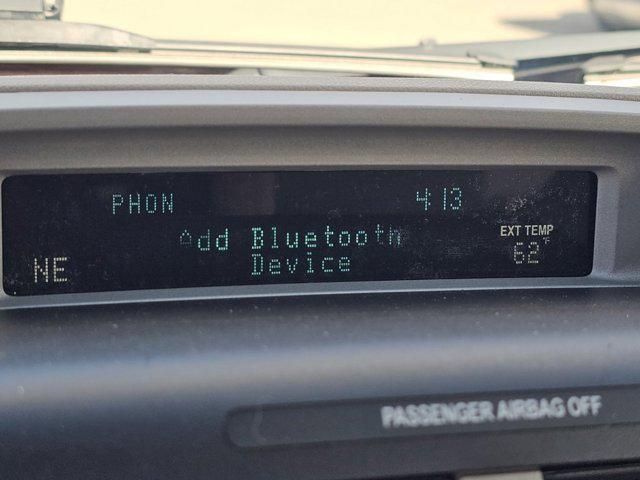 PHON 4:13
Add Bluetooth
Device
EXT TEMP
NE 62°F
PASSENGER AIRBAG OFF